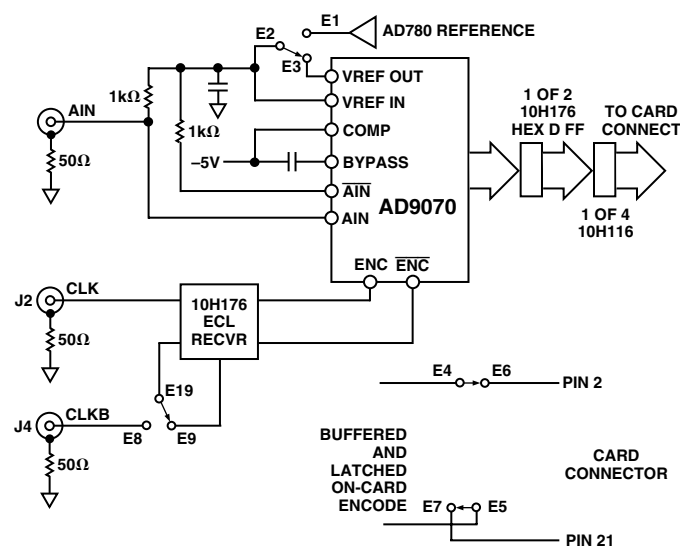 E1
AD780 REFERENCE
E2
E3
1kΩ
VREF OUT
VREF IN
1 OF 2
10H176
HEX D FF
TO CARD
CONNECT
AIN
1kΩ
COMP
50Ω
–5V
BYPASS
AIN
AD9070
AIN
1 OF 4
10H116
ENC
ENC
J2
CLK
10H176
ECL
RECVR
50Ω
E4
E6
PIN 2
E19
J4
CLKB
E8
E9
BUFFERED
AND
LATCHED
ON-CARD
ENCODE
CARD
CONNECTOR
50Ω
E7
E5
PIN 21